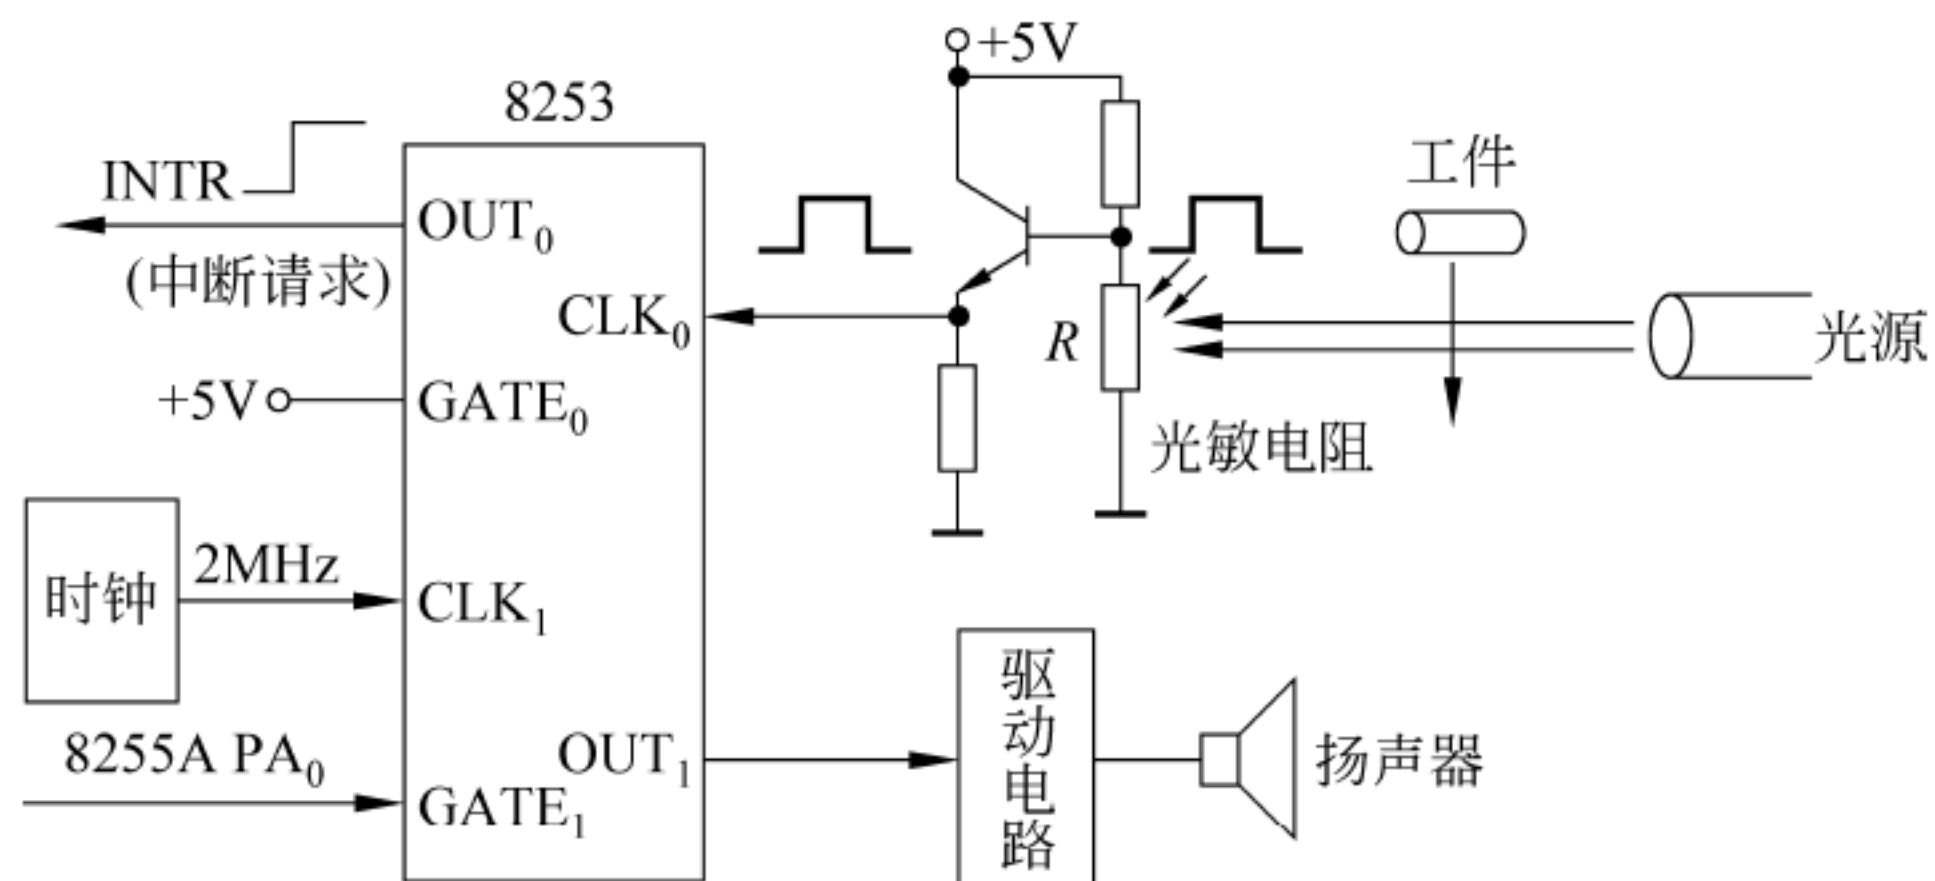 +5V
8253
INTR
OUT₀
(中断请求)
CLK₀
+5V
GATE₀
R
光敏电阻
工件
光源
时钟
2MHz
CLK₁
8255A PA₀
GATE₁
OUT₁
驱动电路
扬声器